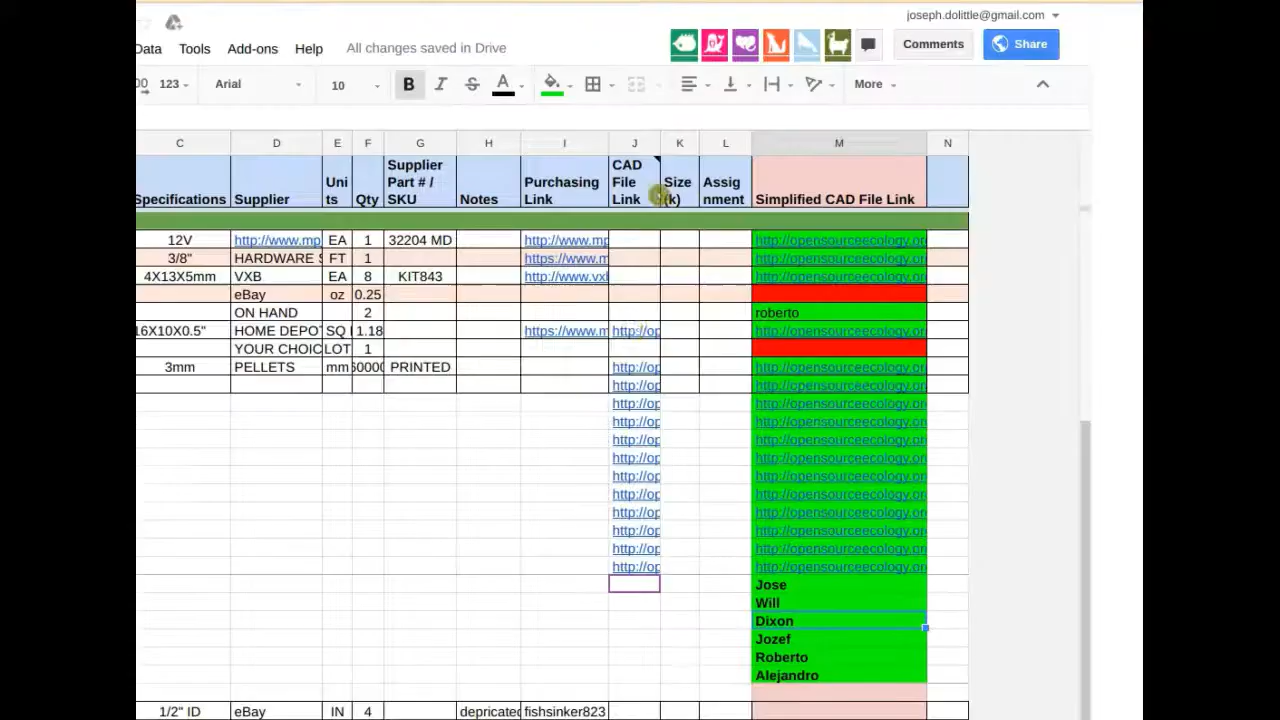 joseph.dolittle@gmail.com
Data Tools Add-ons Help All changes saved in Drive Comments Share
00 123 Arial 10 B I S A More
C D E F G H I J K L M N
Specifications Supplier Uni ts Qty Supplier Part # / SKU Notes Purchasing Link CAD File Link Size (k) Assig nment Simplified CAD File Link
12V http://www.mp EA 1 32204 MD http://www.mp http://opensourceecology.or
3/8" HARDWARE S FT 1 https://www.m http://opensourceecology.or
4X13X5mm VXB EA 8 KIT843 http://www.vxb http://opensourceecology.or
eBay oz 0.25
ON HAND 2 roberto
16X10X0.5" HOME DEPOT SQ 1.18 https://www.m http://op http://opensourceecology.or
YOUR CHOIC LOT 1
3mm PELLETS mm 60000 PRINTED http://op http://opensourceecology.or
http://op http://opensourceecology.or
http://op http://opensourceecology.or
http://op http://opensourceecology.or
http://op http://opensourceecology.or
http://op http://opensourceecology.or
http://op http://opensourceecology.or
http://op http://opensourceecology.or
http://op http://opensourceecology.or
http://op http://opensourceecology.or
http://op http://opensourceecology.or
http://op http://opensourceecology.or
Jose
Will
Dixon
Jozef
Roberto
Alejandro
1/2" ID eBay IN 4 depricated fishsinker823